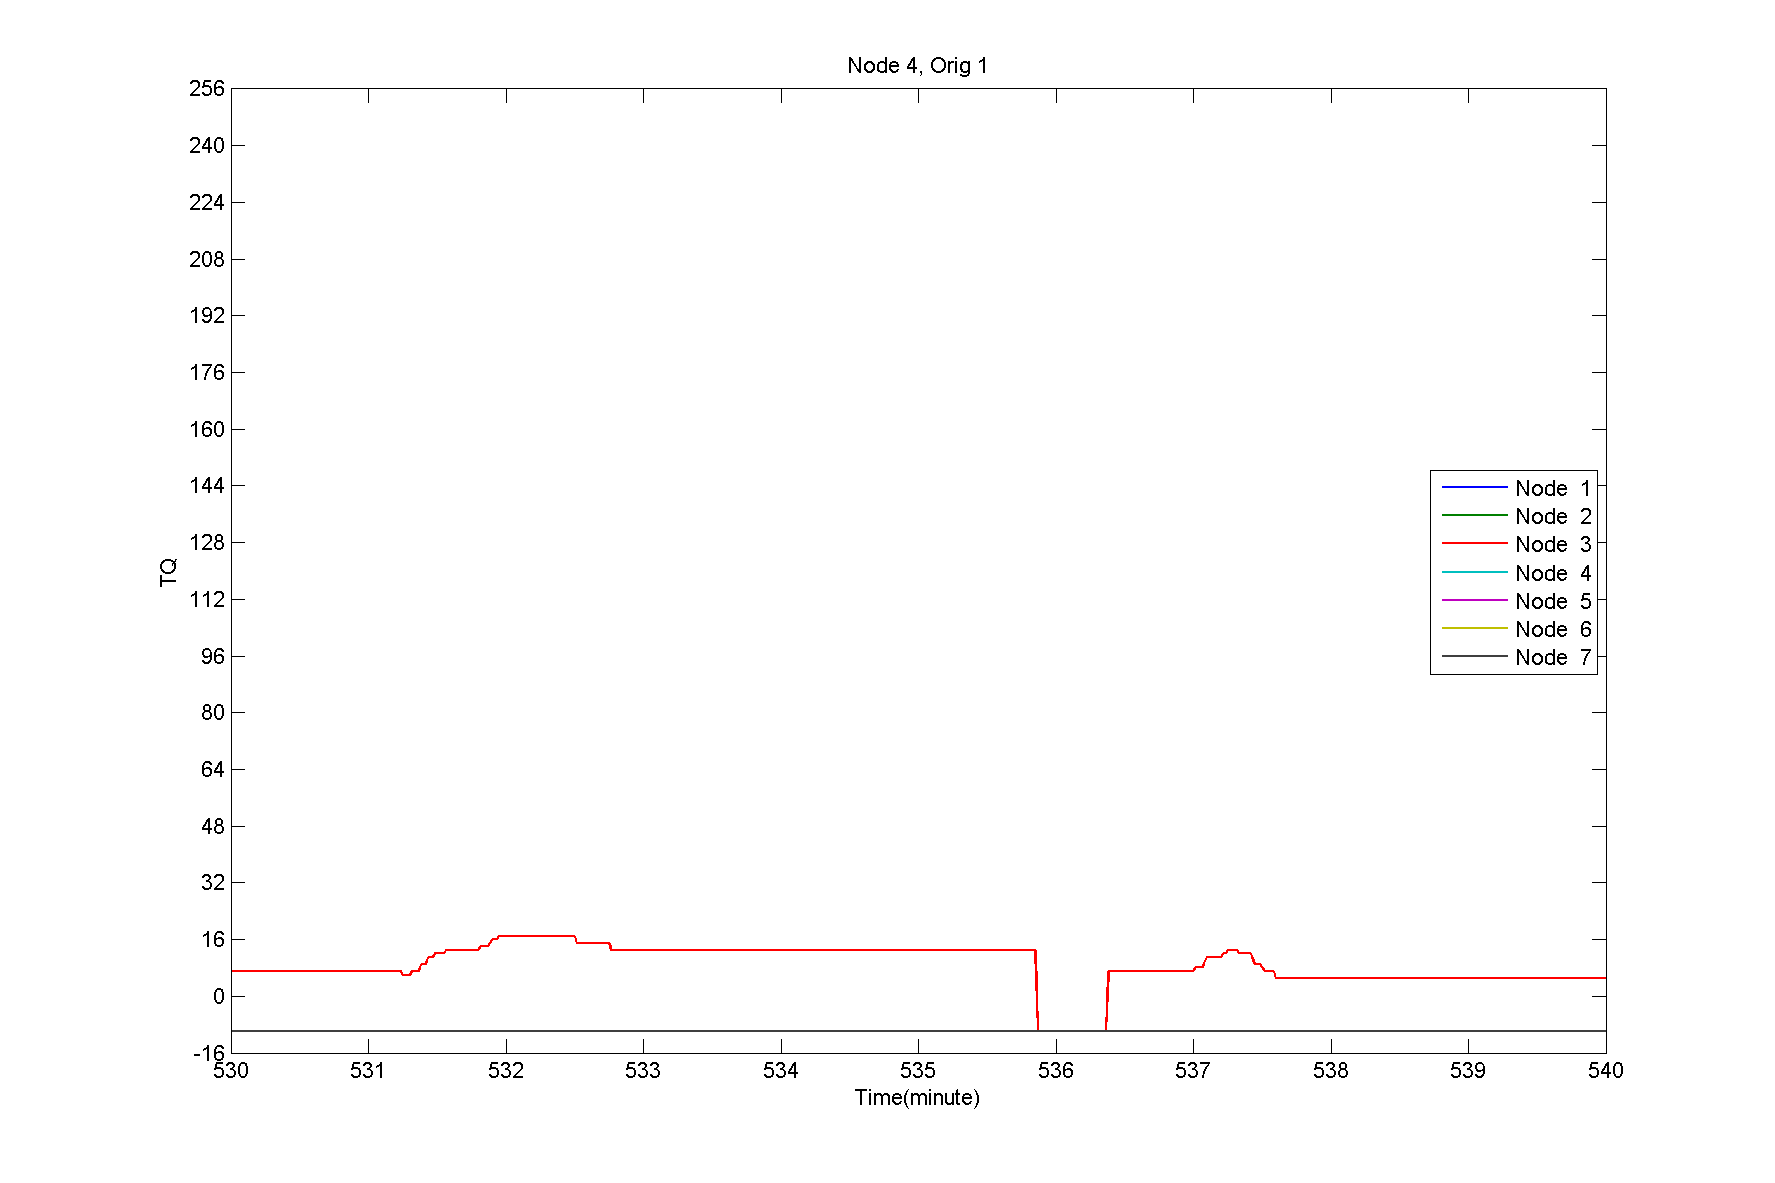 Node 4, Orig 1
256
240
224
208
192
176
160
144
128
112
96
80
64
48
32
16
0
-16
TQ
Node 1
Node 2
Node 3
Node 4
Node 5
Node 6
Node 7
530 531 532 533 534 535 536 537 538 539 540
Time(minute)